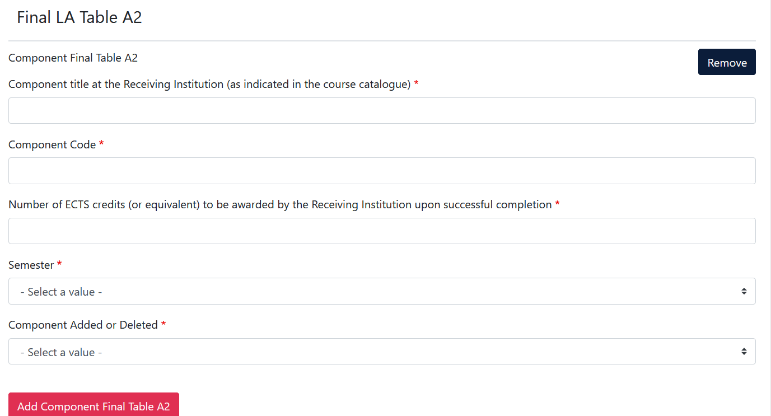 Final LA Table A2
Component Final Table A2
Remove
Component title at the Receiving Institution (as indicated in the course catalogue) *
Component Code *
Number of ECTS credits (or equivalent) to be awarded by the Receiving Institution upon successful completion *
Semester *
- Select a value -
Component Added or Deleted *
- Select a value -
Add Component Final Table A2